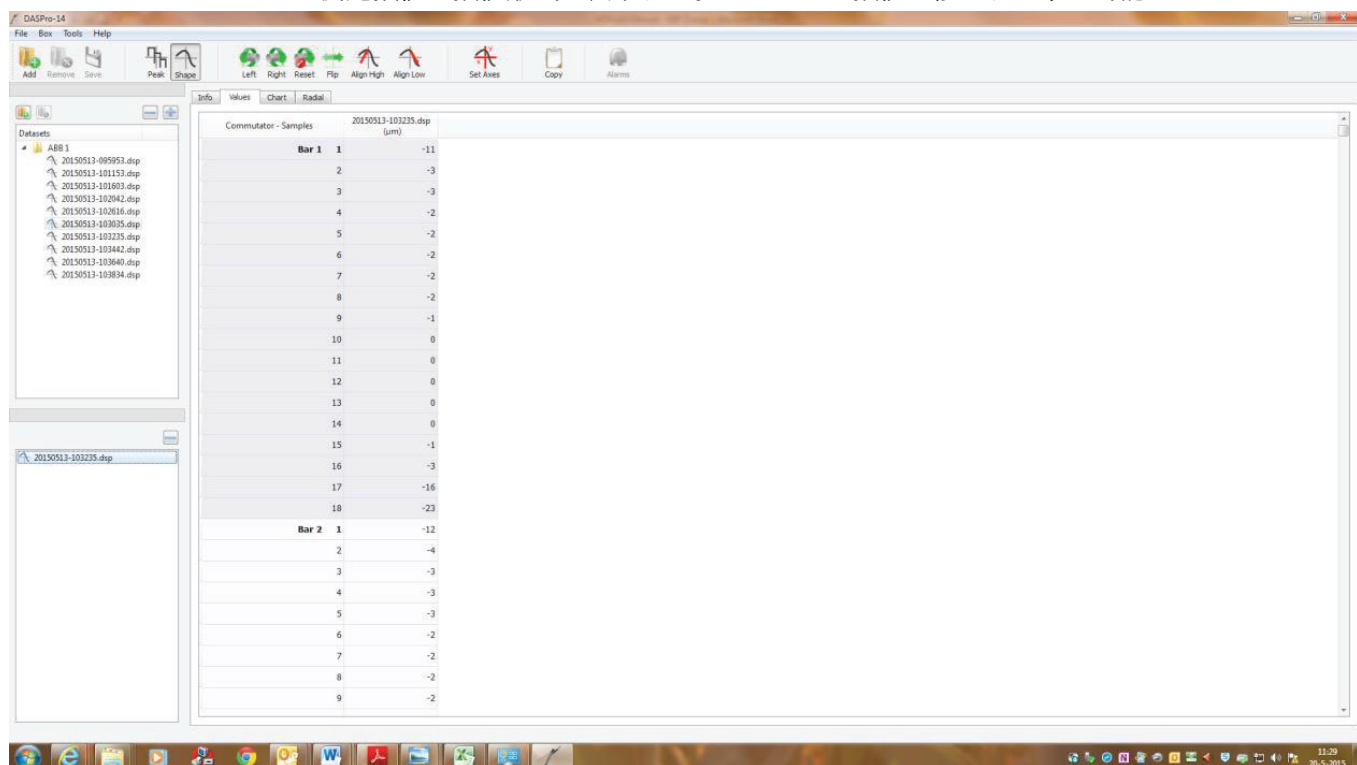 DASPro-14
File Box Tools Help
Add Remove Save Peak Shape Left Right Reset Flip Align High Align Low Set Axes Copy Alarms
Info Values Chart Radial
Datasets
ABB 1
20150513-095953.dsp
20150513-101153.dsp
20150513-101603.dsp
20150513-102042.dsp
20150513-102616.dsp
20150513-103035.dsp
20150513-103235.dsp
20150513-103442.dsp
20150513-103640.dsp
20150513-103834.dsp
20150513-103235.dsp
Commutator - Samples 20150513-103235.dsp
(µm)
Bar 1 1 -11
2 -3
3 -3
4 -2
5 -2
6 -2
7 -2
8 -2
9 -1
10 0
11 0
12 0
13 0
14 0
15 -1
16 -3
17 -16
18 -23
Bar 2 1 -12
2 -4
3 -3
4 -3
5 -3
6 -2
7 -2
8 -2
9 -2
11:29
20-5-2015